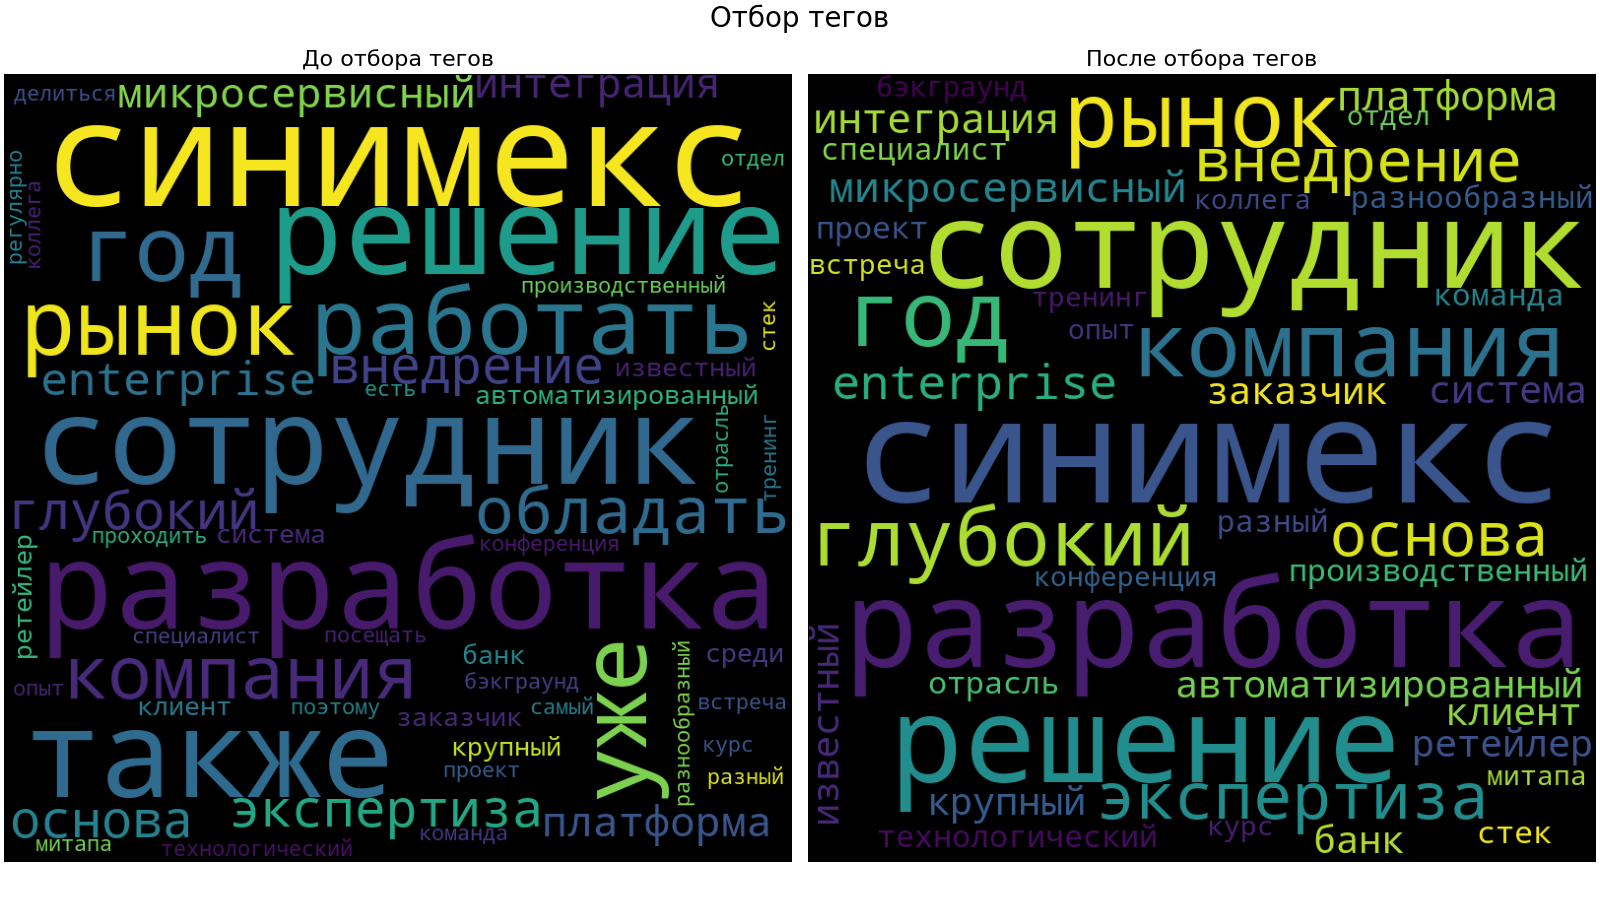 Отбор тегов
До отбора тегов
делиться
микросервисный
интеграция
синимекс
отдел
регулярно
коллега
год
решение
производственный
рынок
работать
стек
внедрение
известный
enterprise
есть
автоматизированный
сотрудник
отрасль
тренинг
глубокий
обладать
проходить
система
конференция
ретейлер
разработка
специалист
посещать
уже
разнообразный
среди
банк
компания
опыт
бэкграунд
клиент
поэтому
самый
встреча
заказчик
также
крупный
курс
проект
разный
экспертиза
основа
платформа
команда
митапа
технологический
После отбора тегов
бэкграунд
платформа
рынок
интеграция
отдел
специалист
внедрение
микросервисный
коллега
разнообразный
проект
сотрудник
встреча
год
тренинг
команда
опыт
компания
enterprise
заказчик
система
синимекс
глубокий
разный
основа
конференция
производственный
разработка
известный
отрасль
автоматизированный
клиент
решение
ретейлер
митапа
крупный
экспертиза
технологический
курс
банк
стек